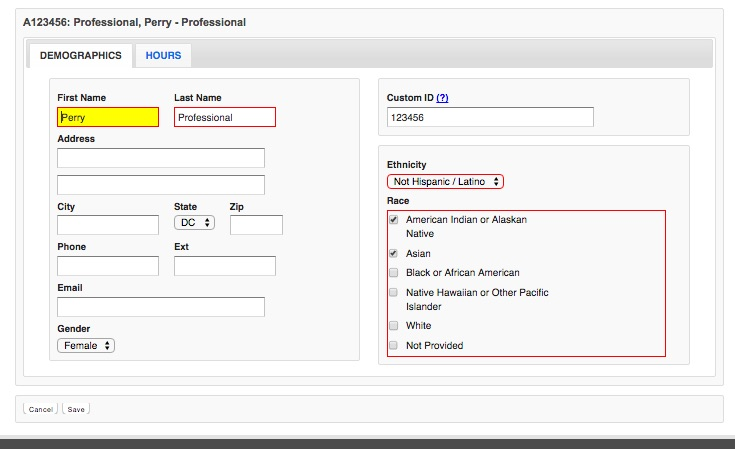 A123456: Professional, Perry - Professional
DEMOGRAPHICS HOURS
First Name Last Name
Perry Professional
Address
City State Zip
DC
Phone Ext
Email
Gender
Female
Custom ID (?)
123456
Ethnicity
Not Hispanic / Latino
Race
American Indian or Alaskan
Native
Asian
Black or African American
Native Hawaiian or Other Pacific
Islander
White
Not Provided
Cancel Save